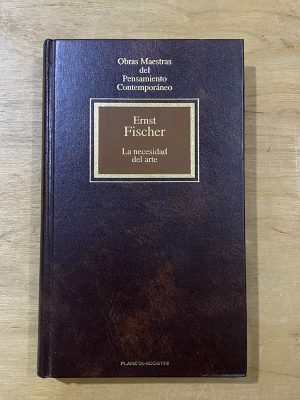 Obras Maestras
del
Pensamiento
Contemporáneo
Ernst
Fischer
La necesidad
del arte
PLANETA-AGOSTINI